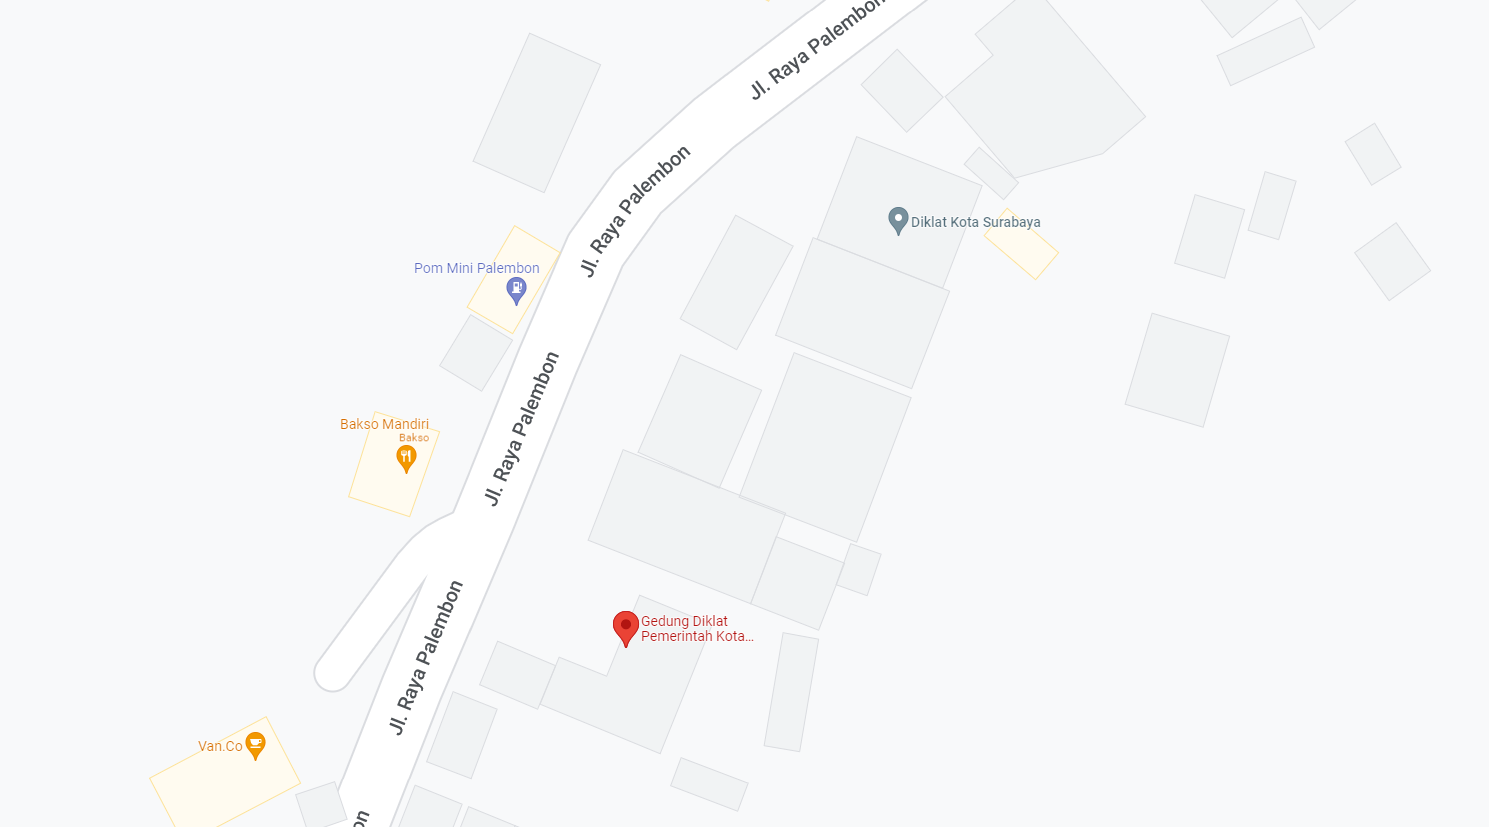 Jl. Raya Palembon
Jl. Raya Palembon
Diklat Kota Surabaya
Pom Mini Palembon
Jl. Raya Palembon
Bakso Mandiri
Bakso
Jl. Raya Palembon
Gedung Diklat
Pemerintah Kota...
Van.Co
on